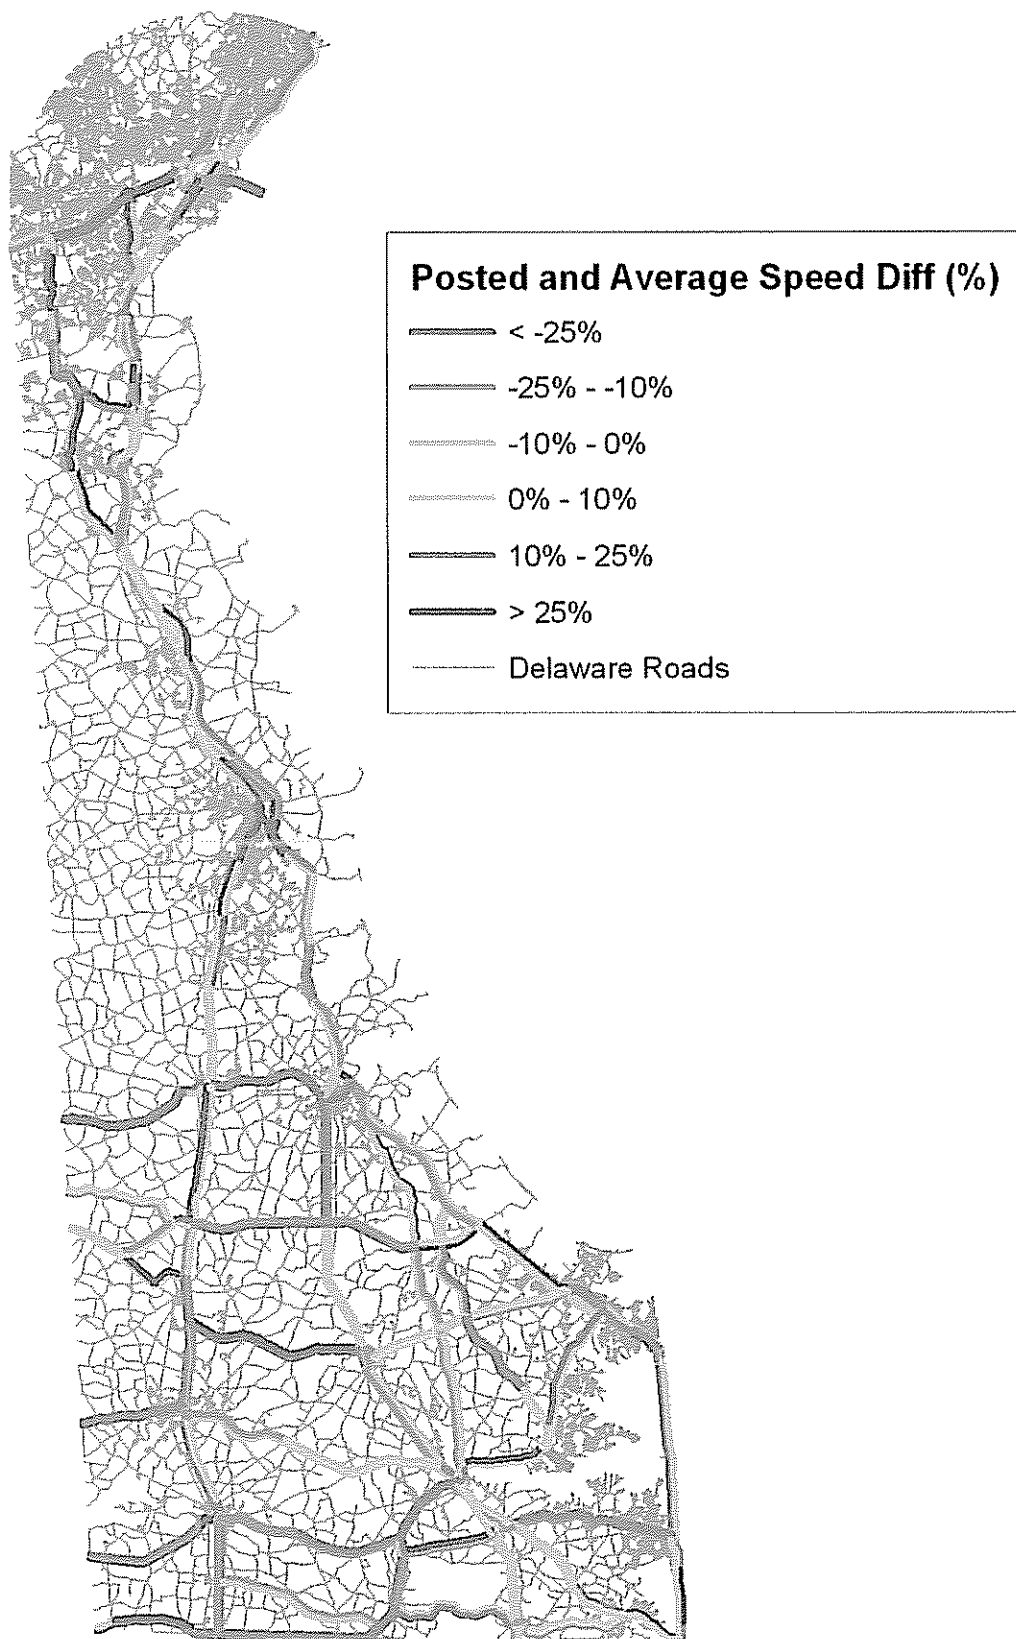 Posted and Average Speed Diff (%)
< -25%
-25% - -10%
-10% - 0%
0% - 10%
10% - 25%
> 25%
Delaware Roads